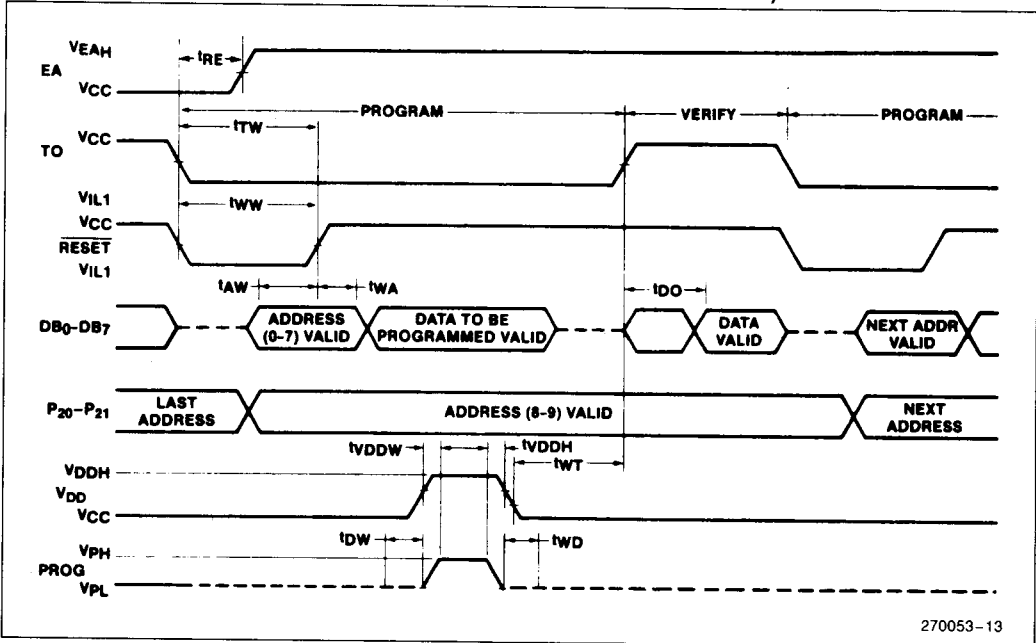 VEAH
EA
VCC
tRE
PROGRAM
VERIFY
PROGRAM
tTW
VCC
TO
VIL1
tWW
VCC
RESET
VIL1
tAW
tWA
tDO
DB0-DB7
ADDRESS
(0-7) VALID
DATA TO BE
PROGRAMMED VALID
DATA
VALID
NEXT ADDR
VALID
P20-P21
LAST
ADDRESS
ADDRESS (8-9) VALID
NEXT
ADDRESS
tVDDW
tVDDH
tWT
VDDH
VDD
VCC
tDW
tWD
VPH
PROG
VPL
270053-13